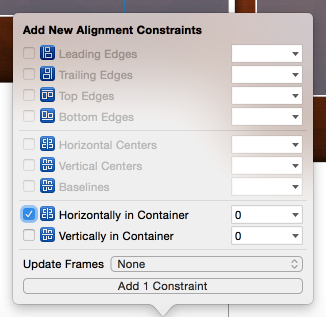 Add New Alignment Constraints
Leading Edges
Trailing Edges
Top Edges
Bottom Edges
Horizontal Centers
Vertical Centers
Baselines
Horizontally in Container 0
Vertically in Container 0
Update Frames None
Add 1 Constraint